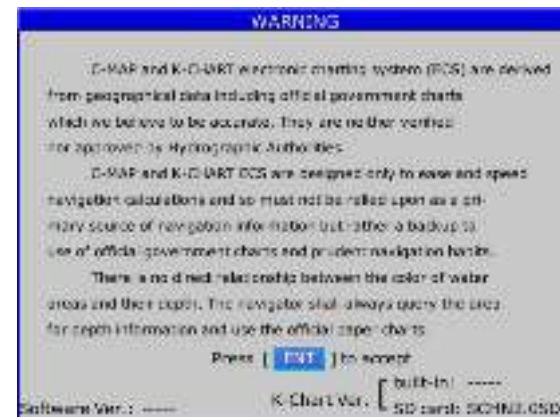 WARNING
C-MAP and K-CHART electronic charting system (ECS) are derived
from geographical data including official government charts
which we believe to be accurate. They are neither verified
nor approved by Hydrographic Authorities.
C-MAP and K-CHART ECS are designed only to ease and speed
navigation calculations and so must not be relied upon as a pri-
mary source of navigation information but rather a backup to
use of official government charts and prudent navigation habits.
There is no direct relationship between the color of water
areas and their depth. The navigator shall always query the area
for depth information and use the official paper charts.
Press [ ENT ] to accept
built-in: -----
K-Chart Ver.
Software Ver.: -----
SD card: